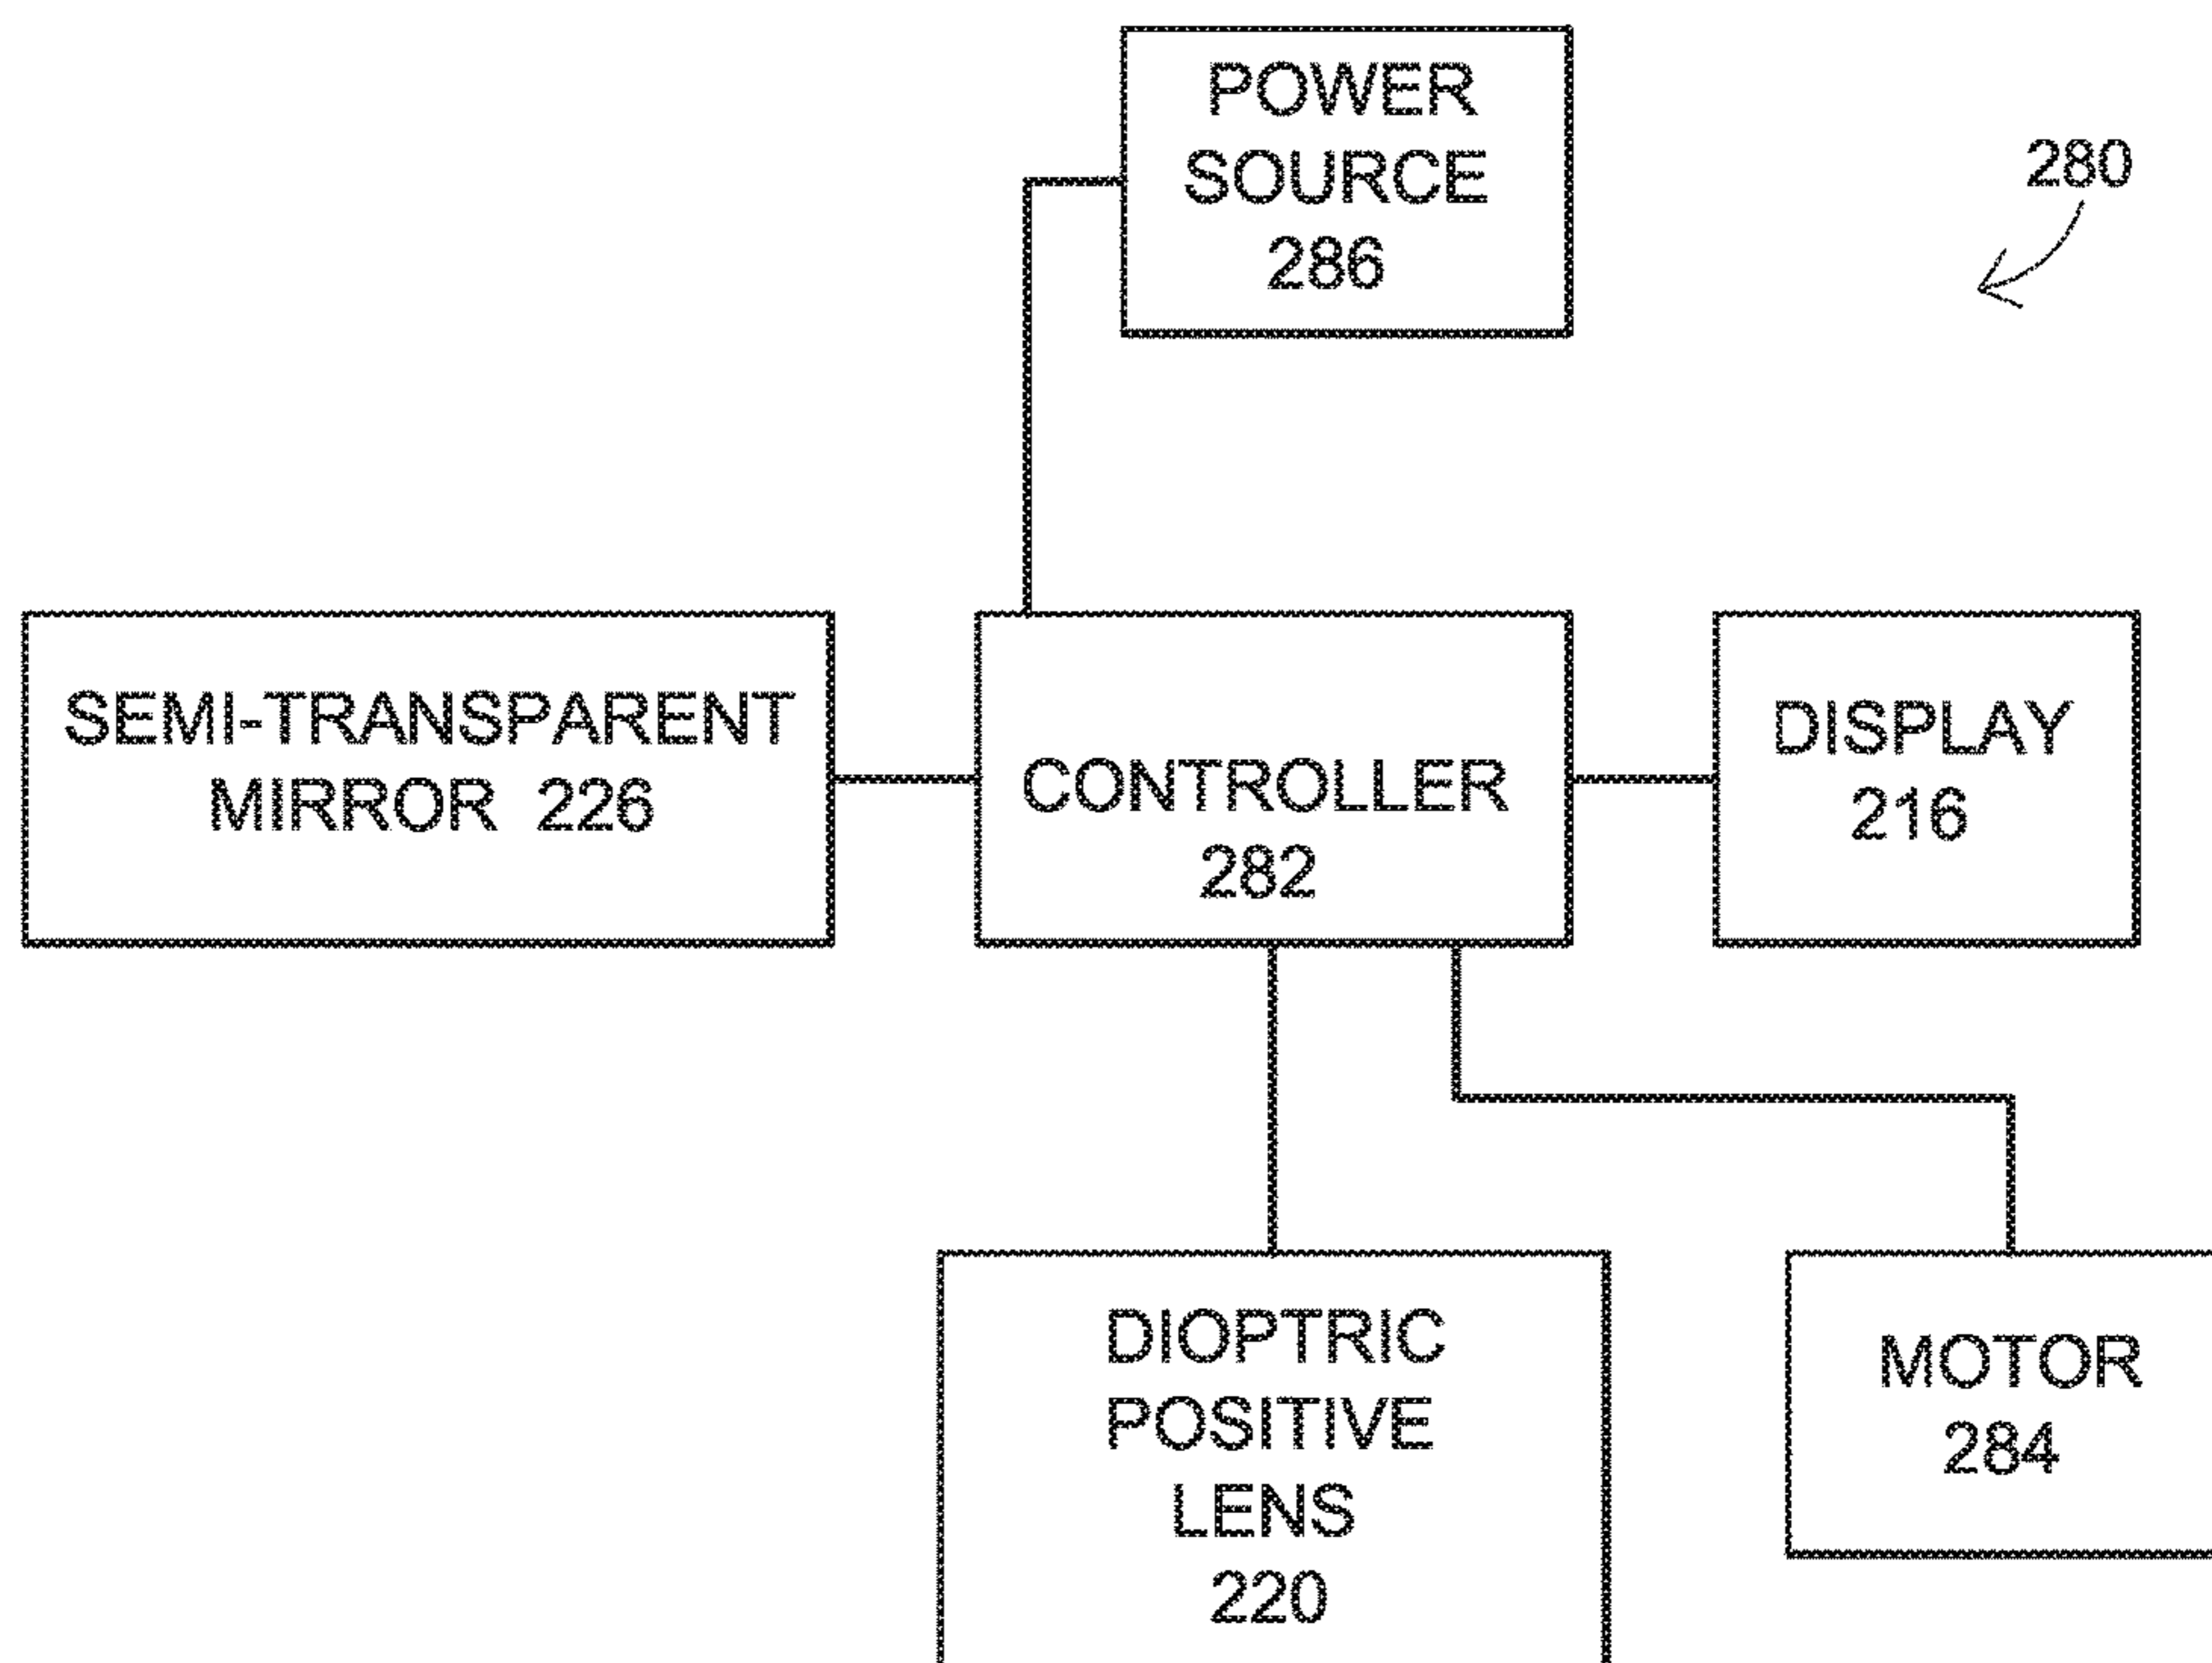 POWER
SOURCE
286
280
SEMI-TRANSPARENT
MIRROR 226
CONTROLLER
282
DISPLAY
216
DIOPTRIC
POSITIVE
LENS
220
MOTOR
284